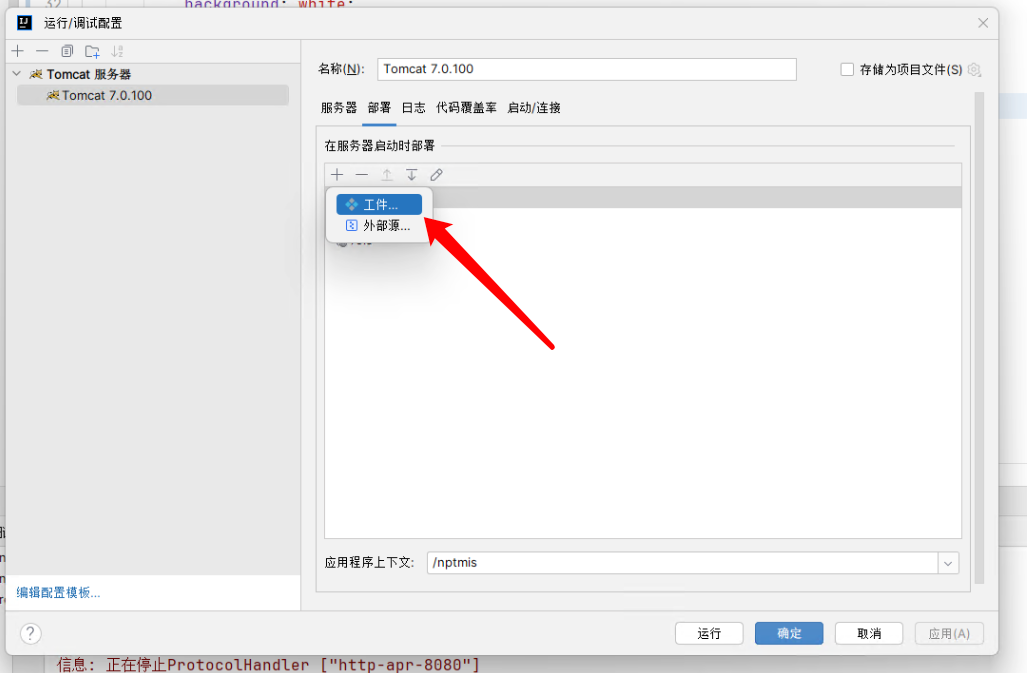 32 background: white;
运行/调试配置
Tomcat 服务器
Tomcat 7.0.100
名称(N): Tomcat 7.0.100
存储为项目文件(S)
服务器 部署 日志 代码覆盖率 启动/连接
在服务器启动时部署
工件...
外部源...
应用程序上下文: /nptmis
编辑配置模板...
?
运行 确定 取消 应用(A)
信息: 正在停止ProtocolHandler ["http-apr-8080"]